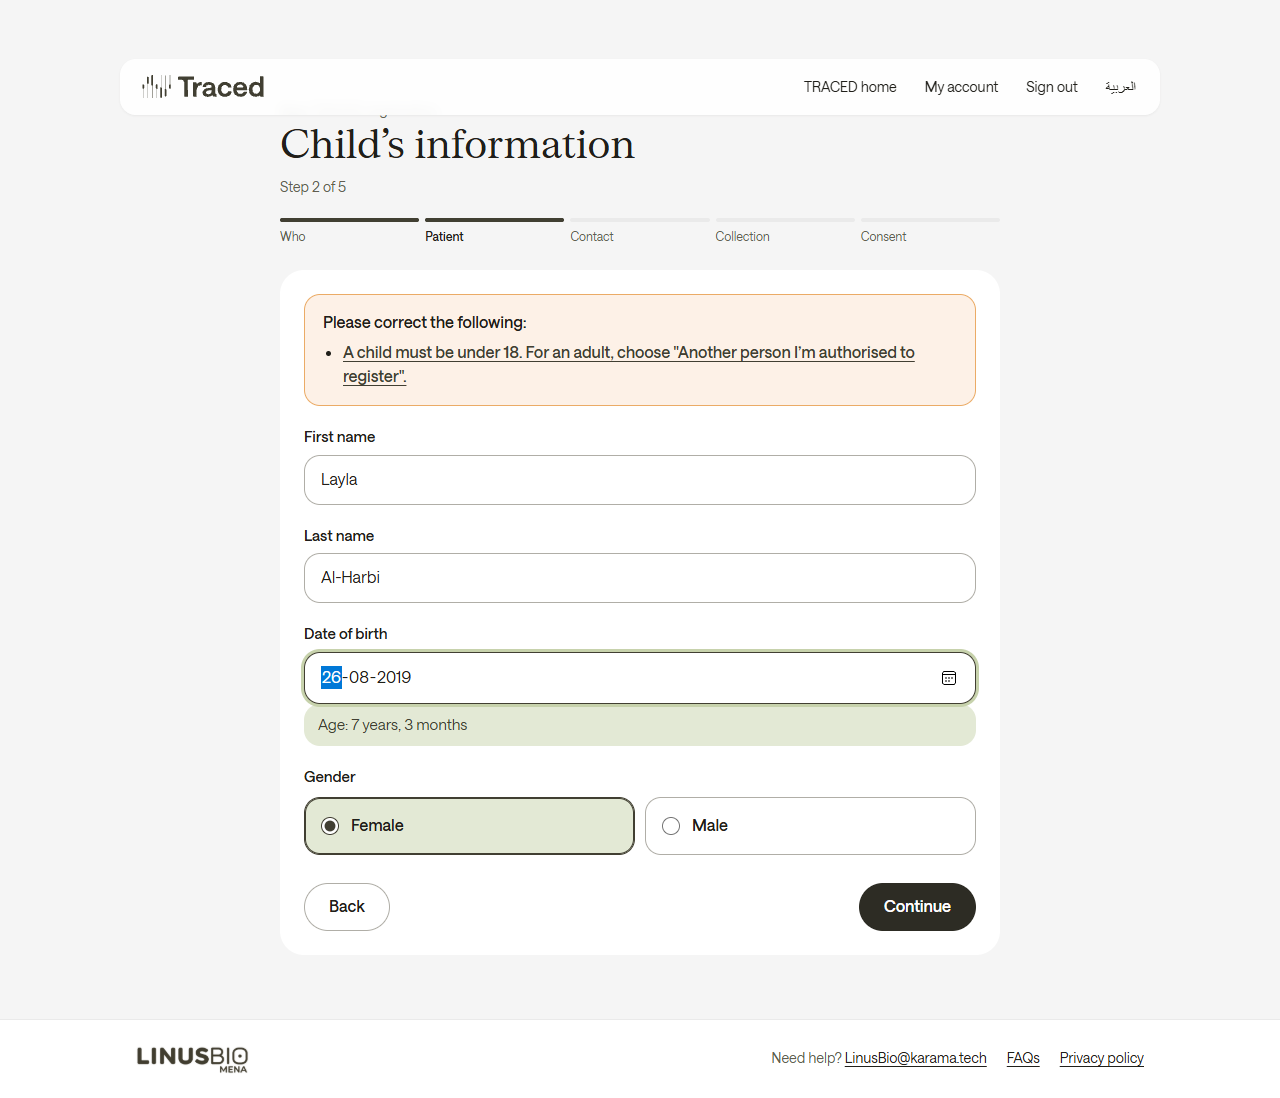 Traced
TRACED home
My account
Sign out
العربية
Child’s information
Step 2 of 5
Who
Patient
Contact
Collection
Consent
Please correct the following:
A child must be under 18. For an adult, choose "Another person I’m authorised to
register".
First name
Layla
Last name
Al-Harbi
Date of birth
26-08-2019
Age: 7 years, 3 months
Gender
Female
Male
Back
Continue
LINUSBIO
MENA
Need help? LinusBio@karama.tech
FAQs
Privacy policy